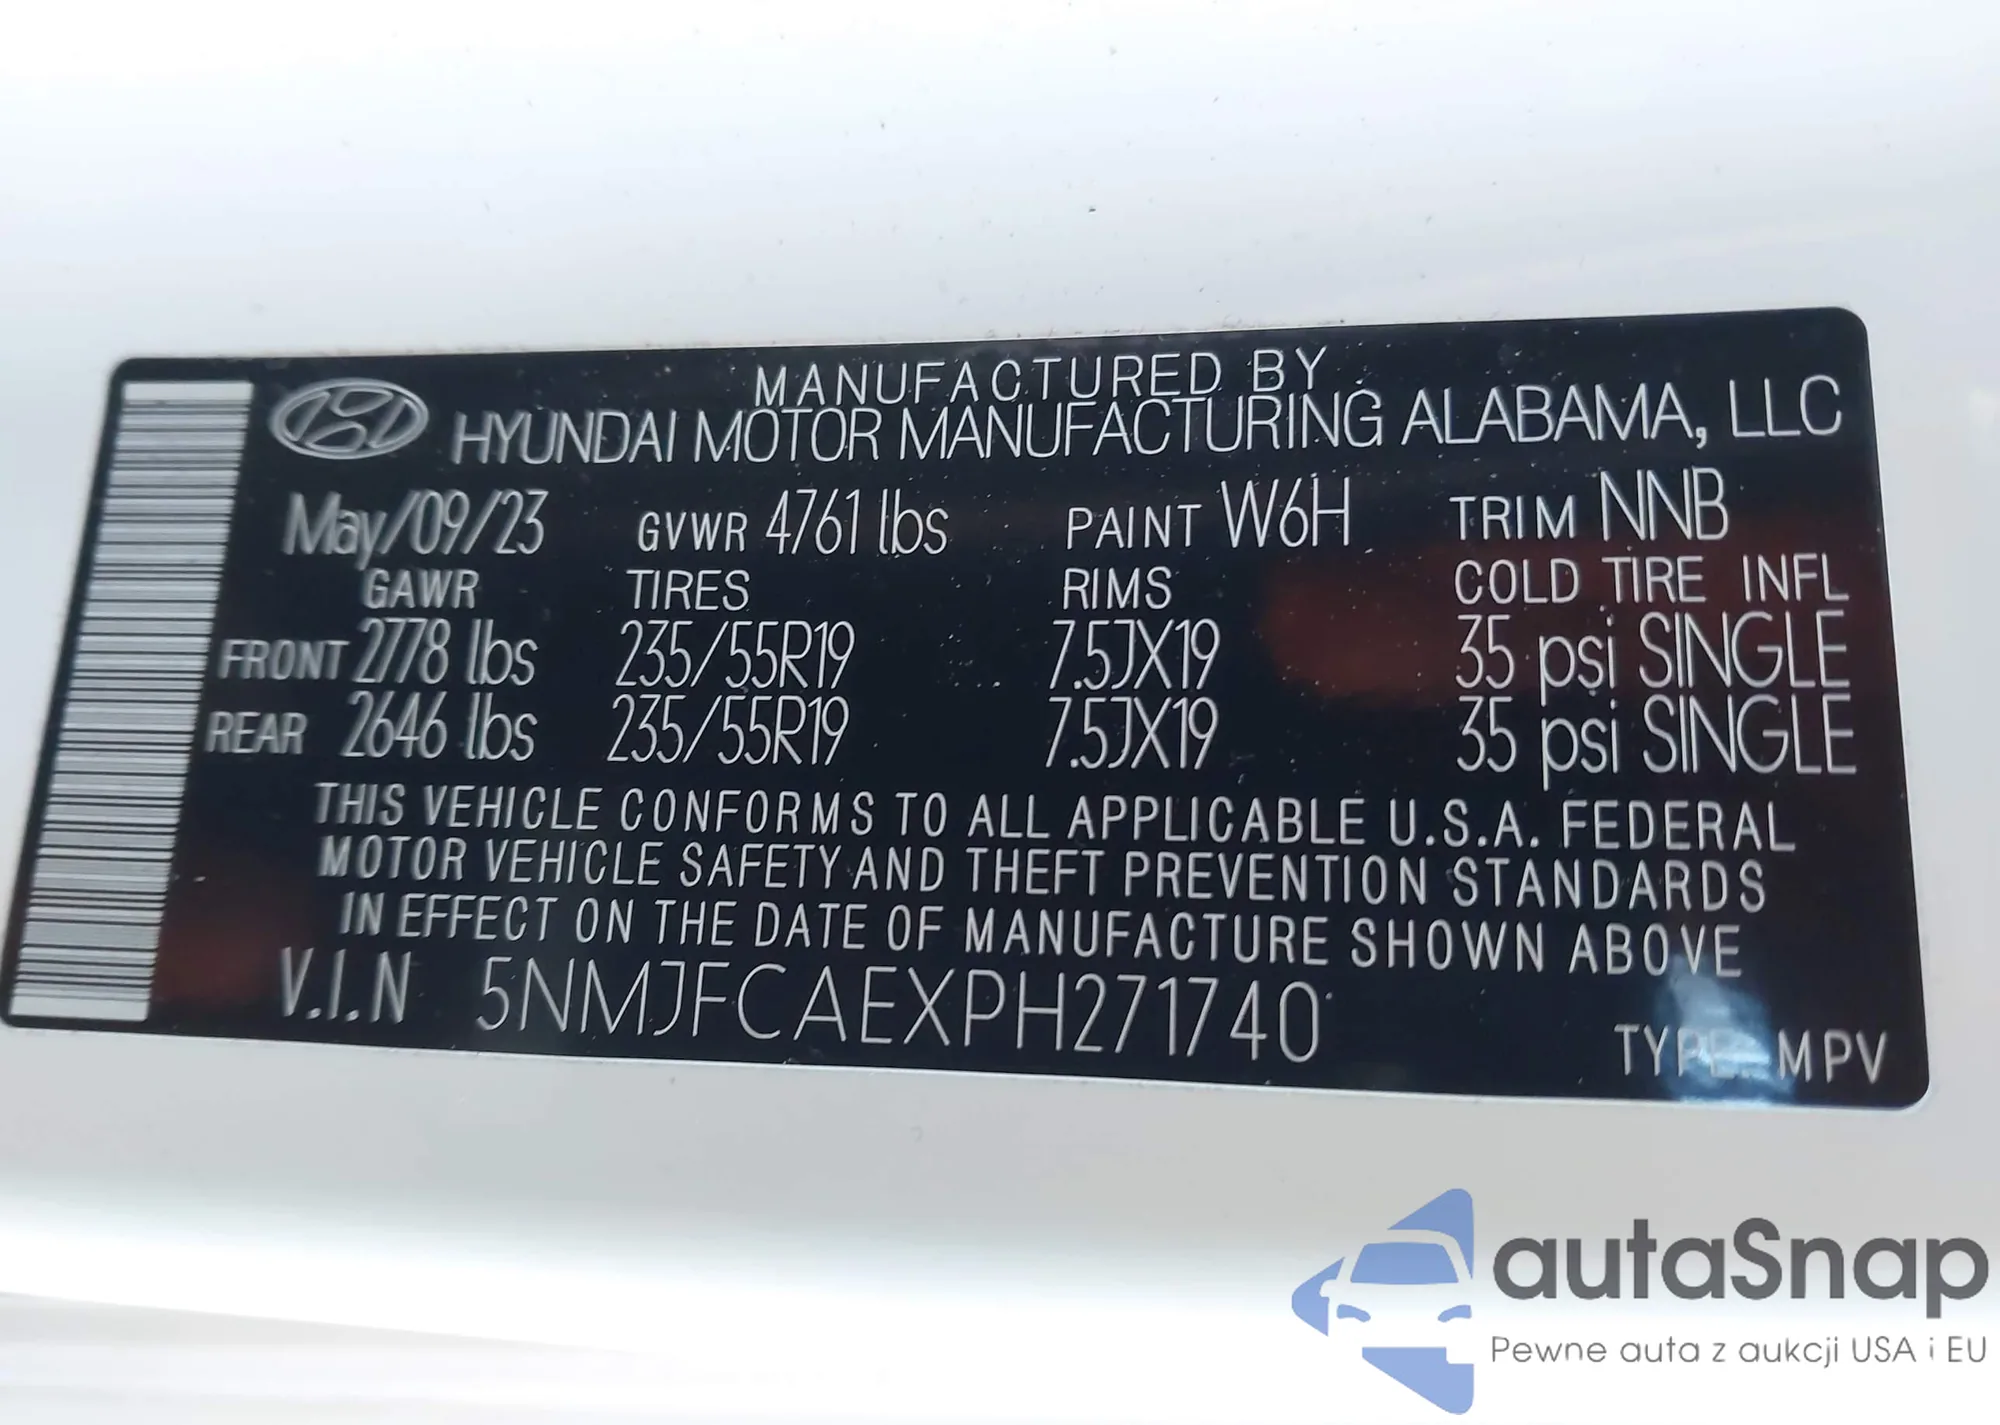 MANUFACTURED BY
HYUNDAI MOTOR MANUFACTURING ALABAMA, LLC
May/09/23 GVWR 4761 lbs PAINT W6H TRIM NNB
GAWR TIRES RIMS COLD TIRE INFL
FRONT 2778 lbs 235/55R19 7.5JX19 35 psi SINGLE
REAR 2646 lbs 235/55R19 7.5JX19 35 psi SINGLE
THIS VEHICLE CONFORMS TO ALL APPLICABLE U.S.A. FEDERAL
MOTOR VEHICLE SAFETY AND THEFT PREVENTION STANDARDS
IN EFFECT ON THE DATE OF MANUFACTURE SHOWN ABOVE
V.I.N 5NMJFCAEXPH271740
TYPE: MPV
autaSnap
Pewne auta z aukcji USA i EU